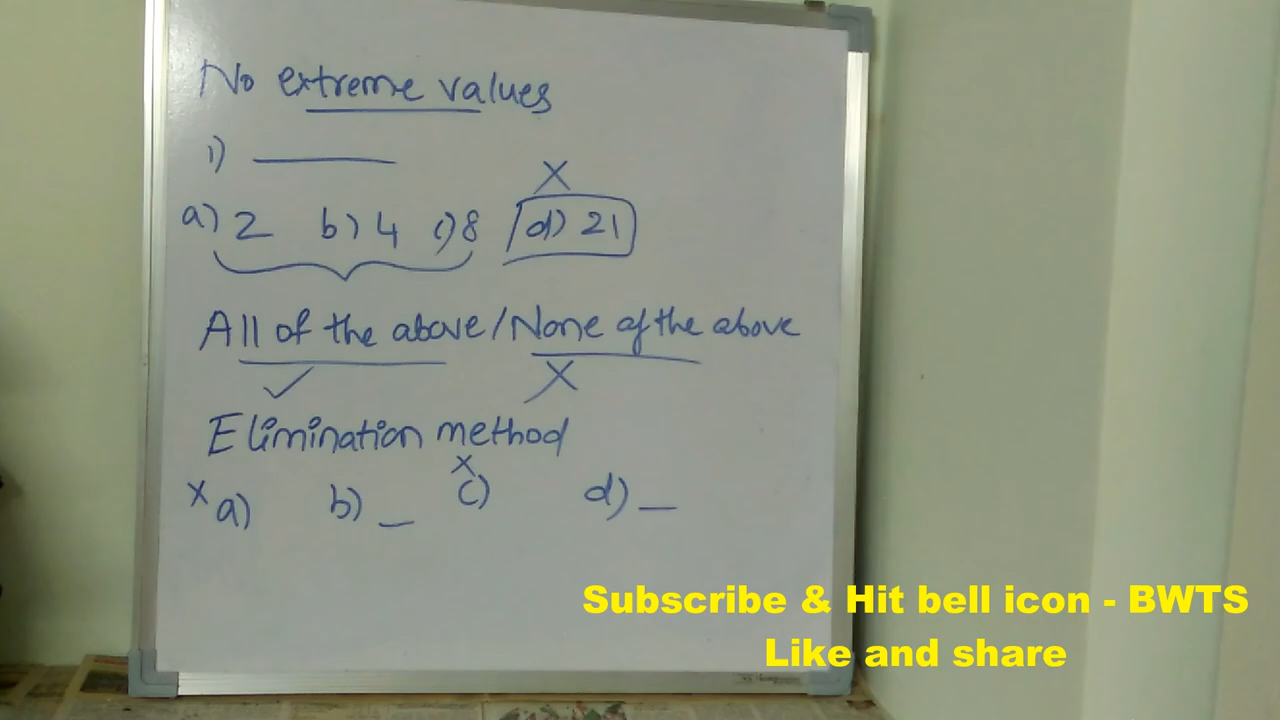 No extreme values
1)
X
a) 2 b) 4 c) 8 d) 21
All of the above / None of the above
✓ X
Elimination method
X X
a) b) _ c) d) _
Subscribe & Hit bell icon - BWTS
Like and share